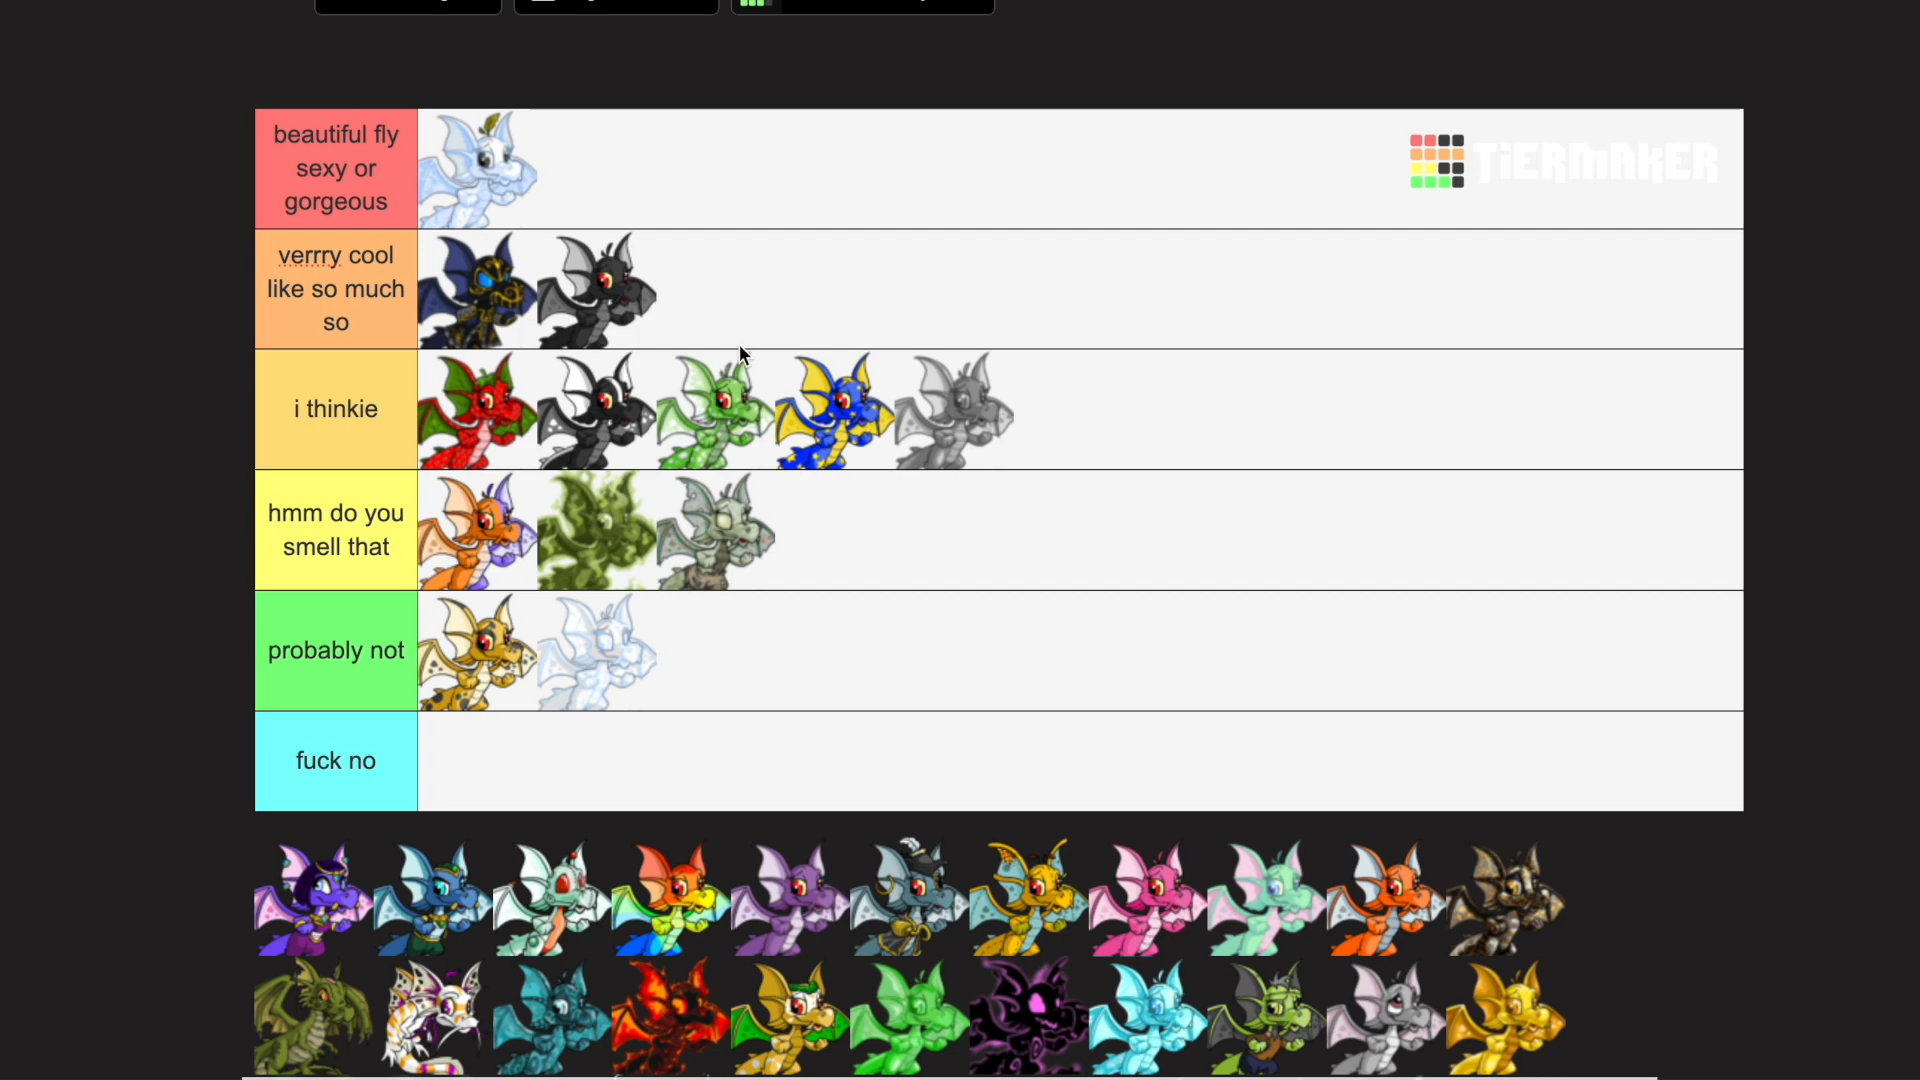 beautiful fly
sexy or
gorgeous
TiERMAKER
verrry cool
like so much
so
i thinkie
hmm do you
smell that
probably not
fuck no